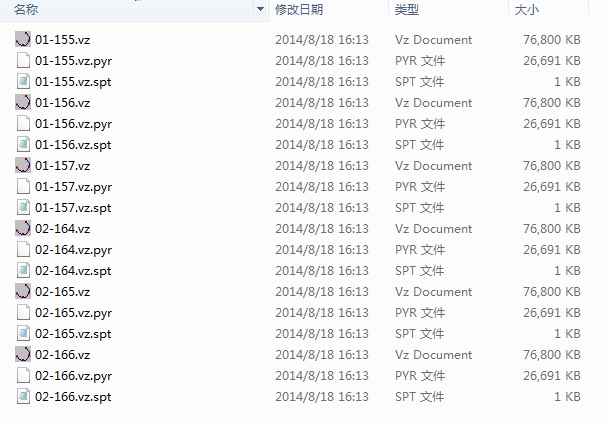 名称 修改日期 类型 大小
01-155.vz 2014/8/18 16:13 Vz Document 76,800 KB
01-155.vz.pyr 2014/8/18 16:13 PYR 文件 26,691 KB
01-155.vz.spt 2014/8/18 16:13 SPT 文件 1 KB
01-156.vz 2014/8/18 16:13 Vz Document 76,800 KB
01-156.vz.pyr 2014/8/18 16:13 PYR 文件 26,691 KB
01-156.vz.spt 2014/8/18 16:13 SPT 文件 1 KB
01-157.vz 2014/8/18 16:13 Vz Document 76,800 KB
01-157.vz.pyr 2014/8/18 16:13 PYR 文件 26,691 KB
01-157.vz.spt 2014/8/18 16:13 SPT 文件 1 KB
02-164.vz 2014/8/18 16:13 Vz Document 76,800 KB
02-164.vz.pyr 2014/8/18 16:13 PYR 文件 26,691 KB
02-164.vz.spt 2014/8/18 16:13 SPT 文件 1 KB
02-165.vz 2014/8/18 16:13 Vz Document 76,800 KB
02-165.vz.pyr 2014/8/18 16:13 PYR 文件 26,691 KB
02-165.vz.spt 2014/8/18 16:13 SPT 文件 1 KB
02-166.vz 2014/8/18 16:13 Vz Document 76,800 KB
02-166.vz.pyr 2014/8/18 16:13 PYR 文件 26,691 KB
02-166.vz.spt 2014/8/18 16:13 SPT 文件 1 KB